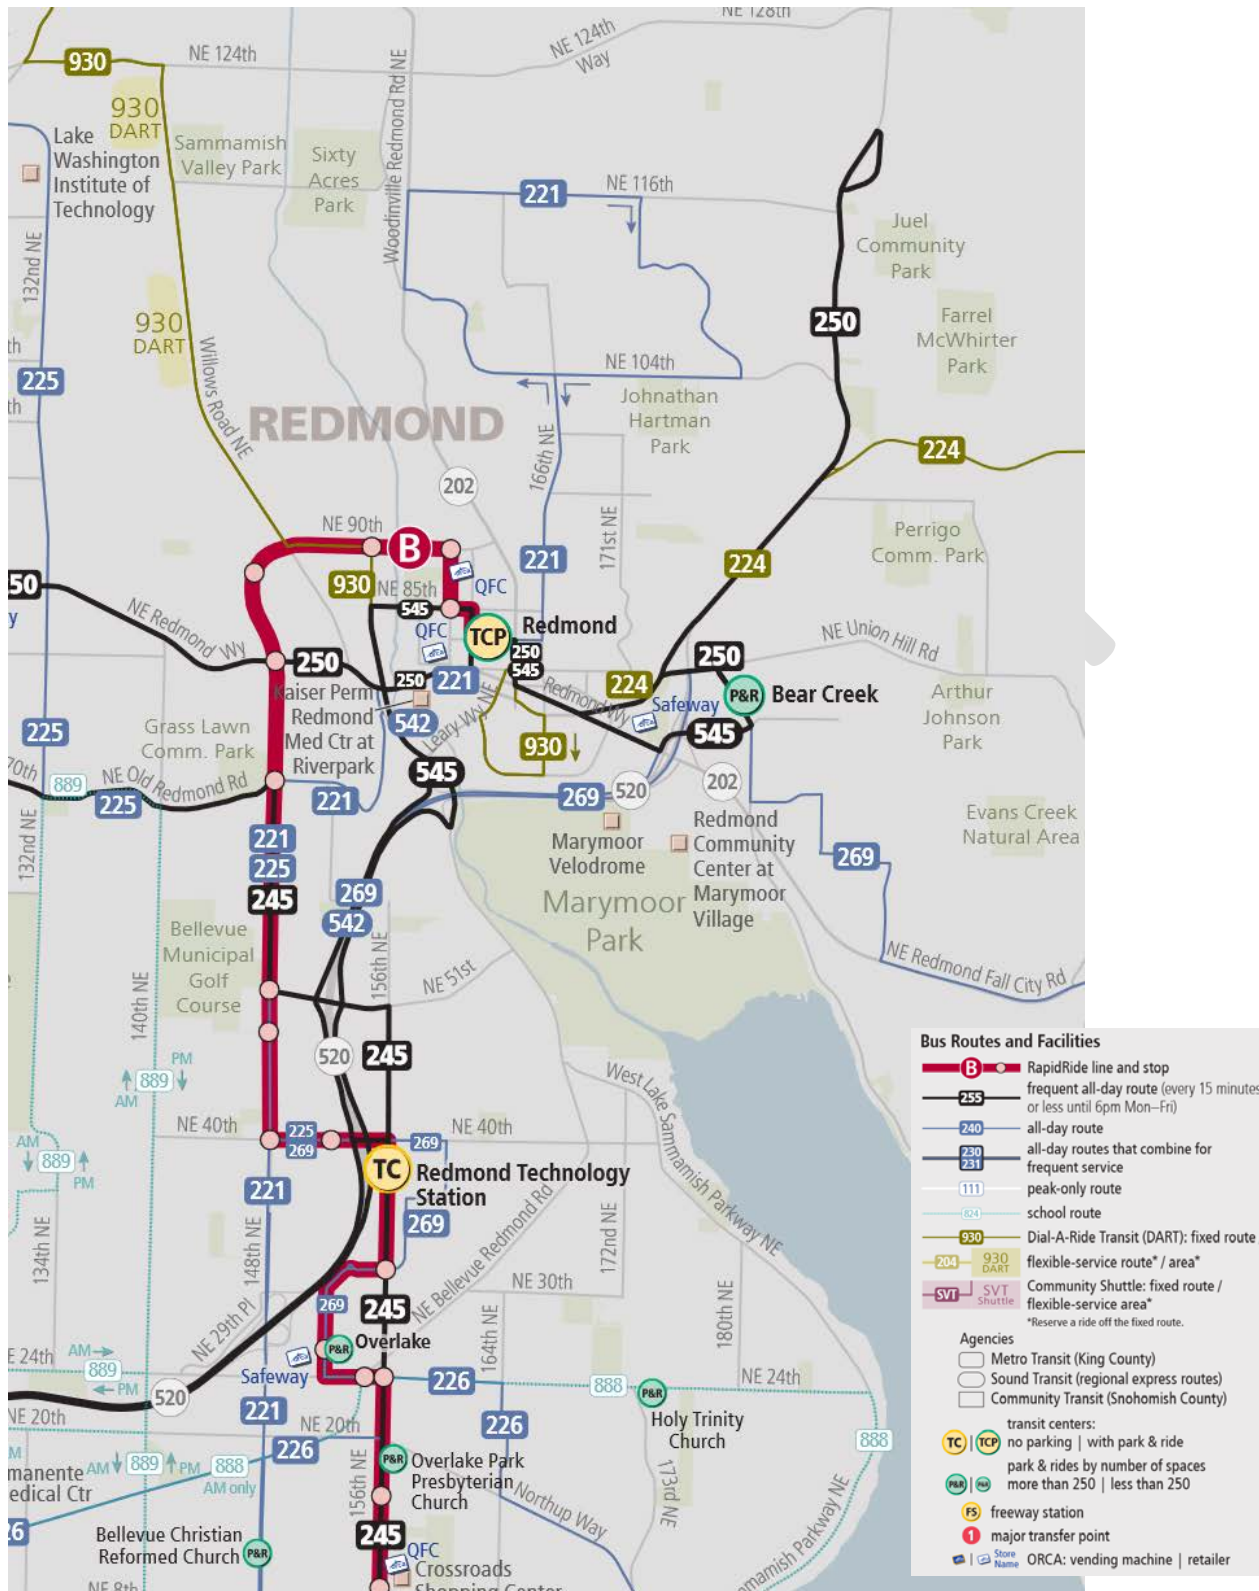 NE 128th
NE 124th
Way
930
NE 124th
930
DART
Lake
Washington
Institute of
Technology
Sammamish
Valley Park
Sixty
Acres
Park
Woodinville Redmond Rd NE
221
NE 116th
Juel
Community
Park
132nd NE
930
DART
250
Farrel
McWhirter
Park
th
225
th
Willows Road NE
NE 104th
Johnathan
Hartman
Park
REDMOND
166th NE
224
202
171st NE
Perrigo
Comm. Park
NE 90th
B
221
224
50
y
930
NE 85th
545
QFC
QFC
TCP
Redmond
NE Redmond Wy
250
250
545
250
221
250
NE Union Hill Rd
Kaiser Perm
Redmond
Med Ctr at
Riverpark
542
Leary Wy NE
Redmond Wy
224
Safeway
P&R
Bear Creek
Arthur
Johnson
Park
Grass Lawn
Comm. Park
225
545
930
545
70th
889
NE Old Redmond Rd
225
221
269
520
202
Marymoor
Velodrome
Redmond
Community
Center at
Marymoor
Village
Evans Creek
Natural Area
132nd NE
221
225
245
269
542
269
Marymoor
Park
Bellevue
Municipal
Golf
Course
140th NE
156th NE
NE 51st
NE Redmond Fall City Rd
520
245
PM
889
AM
West Lake Sammamish Parkway NE
AM
889
PM
NE 40th
225
269
269
NE 40th
TC
Redmond Technology
Station
221
269
134th NE
148th NE
172nd NE
NE Bellevue Redmond Rd
NE 30th
269
245
NE 29th Pl
164th NE
180th NE
P&R
Overlake
E 24th
AM
889
PM
Safeway
226
888
P&R
NE 24th
520
Holy Trinity
Church
NE 20th
221
NE 20th
226
226
888
M
manente
edical Ctr
AM
889
PM
888
AM only
P&R
Overlake Park
Presbyterian
Church
156th NE
173rd NE
Northup Way
26
Bellevue Christian
Reformed Church
P&R
245
QFC
Crossroads
Shopping Center
mamish Parkway NE
NE 8th
Bus Routes and Facilities
B
RapidRide line and stop
255
frequent all-day route (every 15 minutes
or less until 6pm Mon–Fri)
240
all-day route
230
231
all-day routes that combine for
frequent service
111
peak-only route
824
school route
930
Dial-A-Ride Transit (DART): fixed route
204
930
DART
flexible-service route* / area*
SVT
SVT
Shuttle
Community Shuttle: fixed route /
flexible-service area*
*Reserve a ride off the fixed route.
Agencies
Metro Transit (King County)
Sound Transit (regional express routes)
Community Transit (Snohomish County)
transit centers:
TC | TCP no parking | with park & ride
park & rides by number of spaces
P&R | P&R more than 250 | less than 250
FS freeway station
1 major transfer point
Store
Name
ORCA: vending machine | retailer